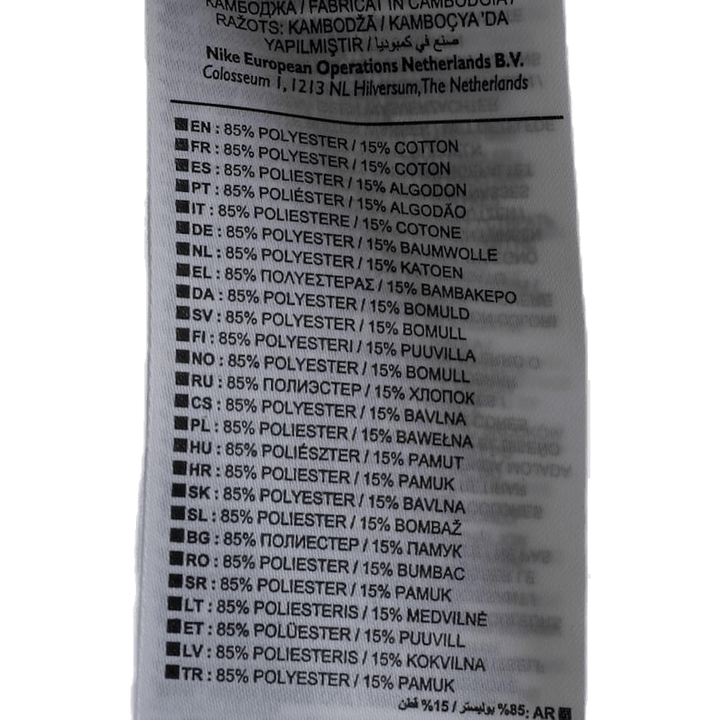 КАМБОДЖА / FABRICAT IN CAMBODGIA /
RAŽOTS: KAMBODŽĀ / KAMBOÇYA 'DA
YAPILMIŞTIR / صنع في كمبوديا
Nike European Operations Netherlands B.V.
Colosseum 1, 1213 NL Hilversum, The Netherlands
EN : 85% POLYESTER / 15% COTTON
FR : 85% POLYESTER / 15% COTON
ES : 85% POLIESTER / 15% ALGODON
PT : 85% POLIÉSTER / 15% ALGODÃO
IT : 85% POLIESTERE / 15% COTONE
DE : 85% POLYESTER / 15% BAUMWOLLE
NL : 85% POLYESTER / 15% KATOEN
EL : 85% ΠΟΛΥΕΣΤΕΡΑΣ / 15% ΒΑΜΒΑΚΕΡΟ
DA : 85% POLYESTER / 15% BOMULD
SV : 85% POLYESTER / 15% BOMULL
FI : 85% POLYESTERI / 15% PUUVILLA
NO : 85% POLYESTER / 15% BOMULL
RU : 85% ПОЛИЭСТЕР / 15% ХЛОПОК
CS : 85% POLYESTER / 15% BAVLNA
PL : 85% POLIESTER / 15% BAWEŁNA
HU : 85% POLIÉSZTER / 15% PAMUT
HR : 85% POLIESTER / 15% PAMUK
SK : 85% POLYESTER / 15% BAVLNA
SL : 85% POLIESTER / 15% BOMBAŽ
BG : 85% ПОЛИЕСТЕР / 15% ПАМУК
RO : 85% POLIESTER / 15% BUMBAC
SR : 85% POLIESTER / 15% PAMUK
LT : 85% POLIESTERIS / 15% MEDVILNĖ
ET : 85% POLÜESTER / 15% PUUVILL
LV : 85% POLIESTERIS / 15% KOKVILNA
TR : 85% POLYESTER / 15% PAMUK
AR :85% بوليستر / 15% قطن